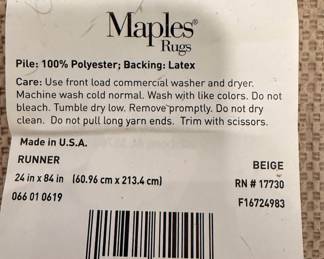 Maples®
Rugs
Pile: 100% Polyester; Backing: Latex
Care: Use front load commercial washer and dryer.
Machine wash cold normal. Wash with like colors. Do not
bleach. Tumble dry low. Remove promptly. Do not dry
clean. Do not pull long yarn ends. Trim with scissors.
Made in U.S.A.
RUNNER BEIGE
24 in x 84 in (60.96 cm x 213.4 cm) RN # 17730
066 01 0619 F16724983